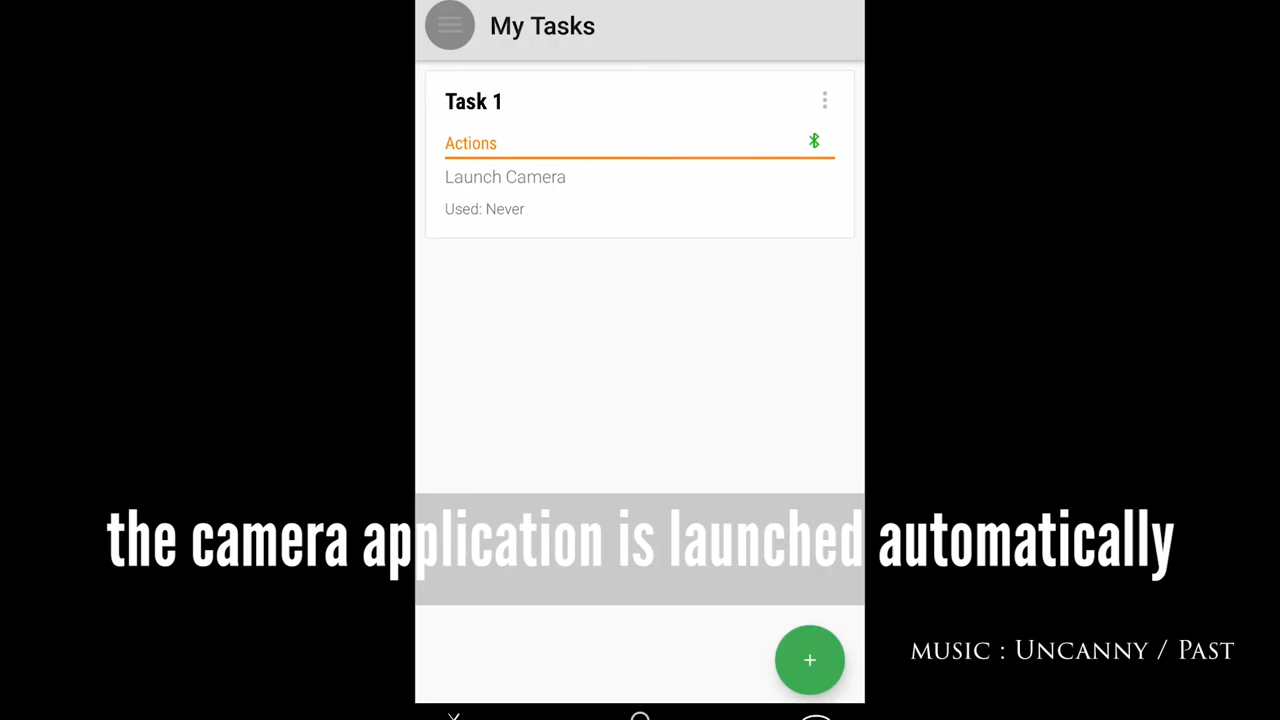 My Tasks
Task 1
Actions
Launch Camera
Used: Never
the camera application is launched automatically
music : Uncanny / Past